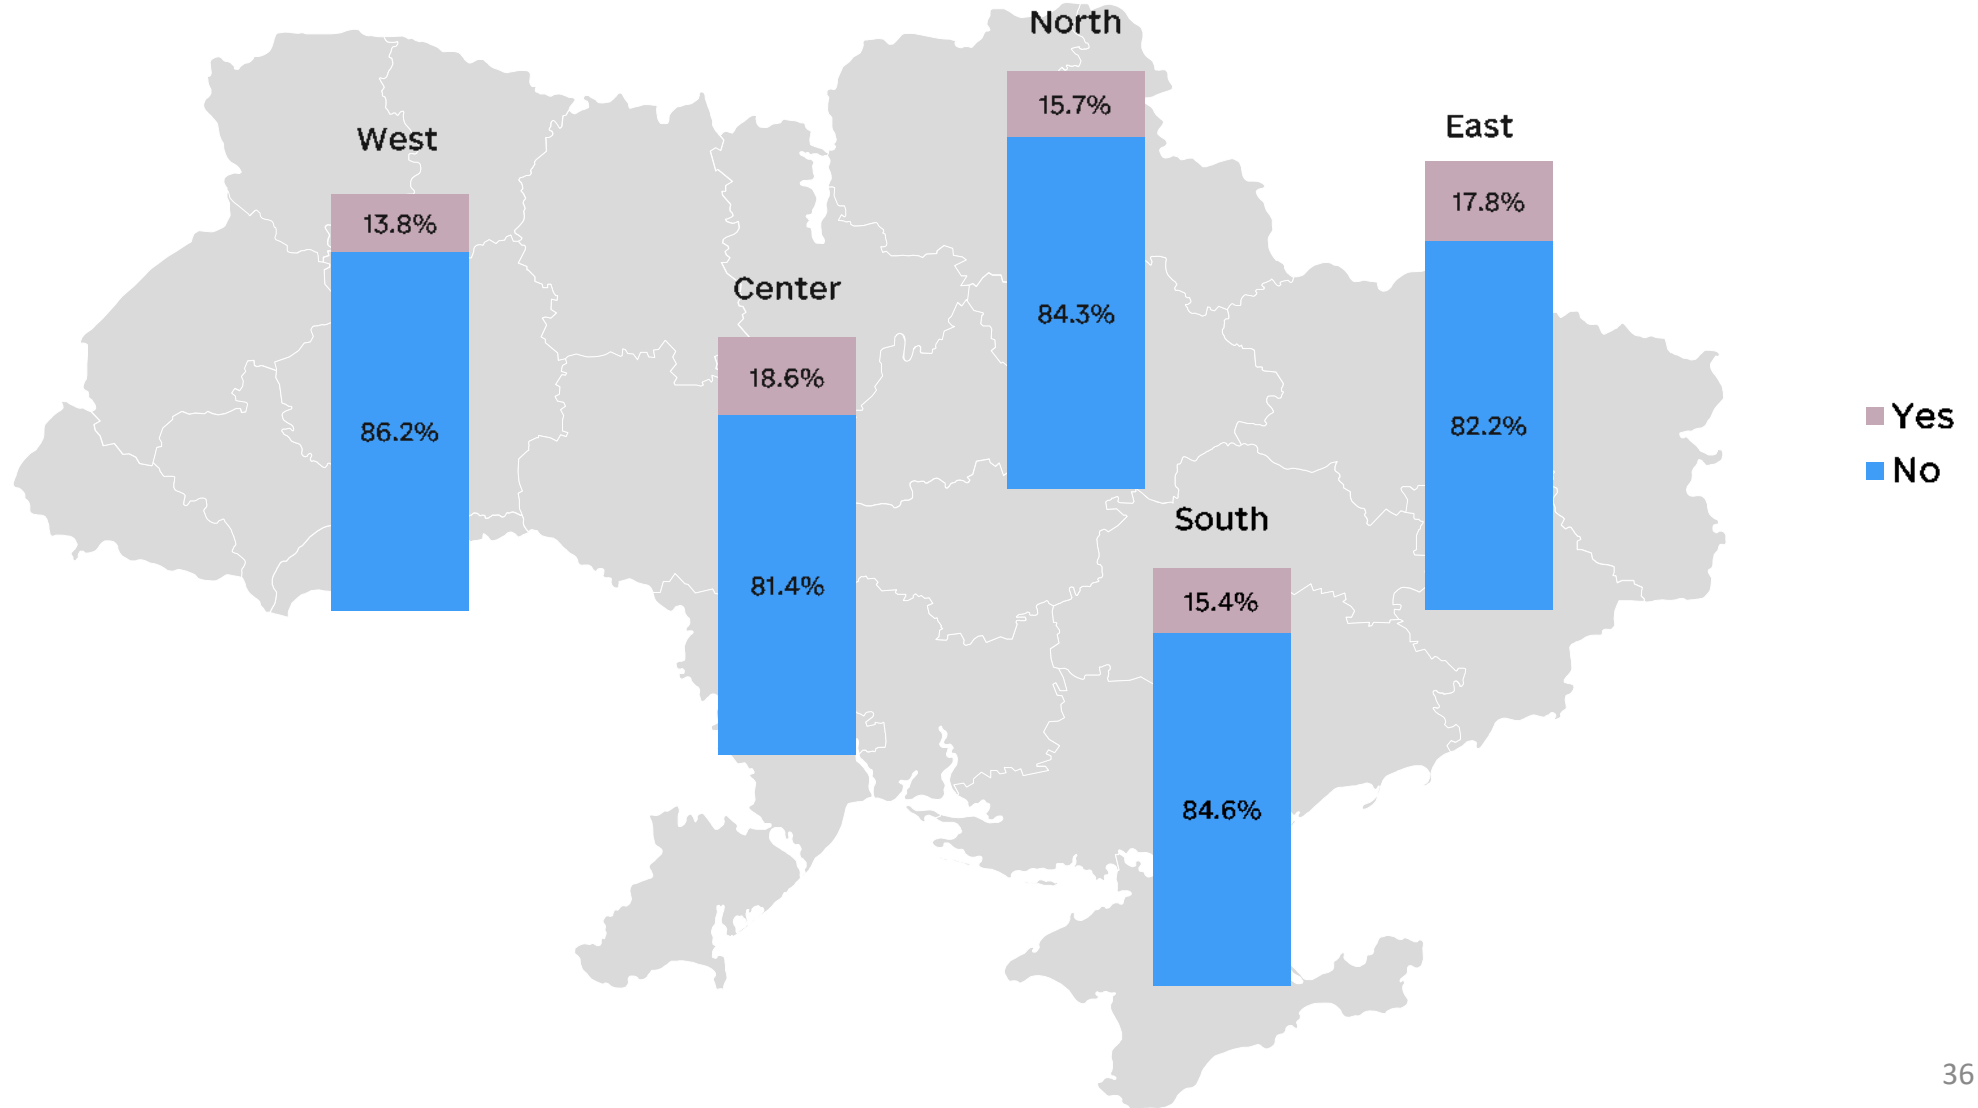 North
15.7%
84.3%
West
13.8%
86.2%
East
17.8%
82.2%
Center
18.6%
81.4%
South
15.4%
84.6%
Yes
No
36